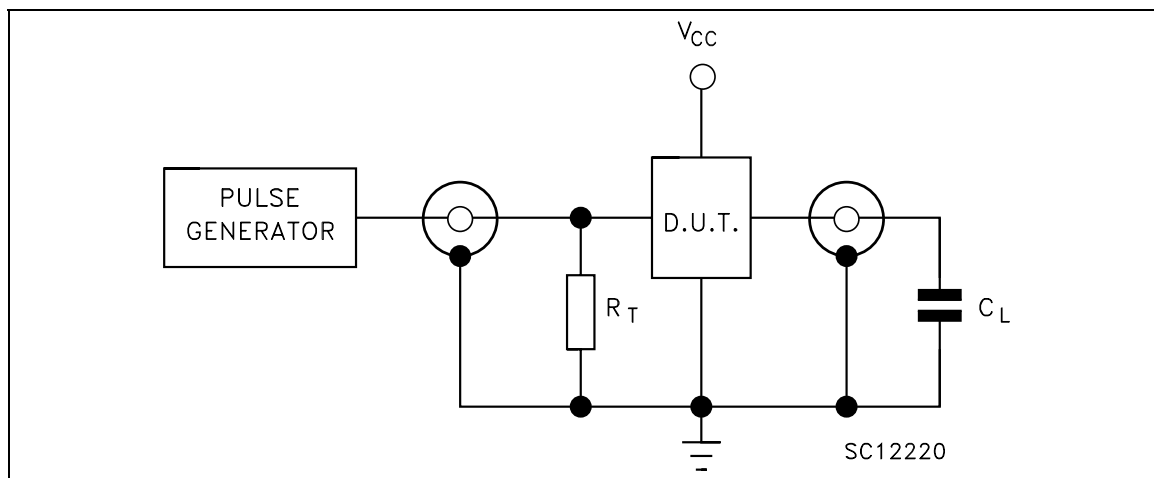 V_CC
PULSE
GENERATOR
D.U.T.
R_T
C_L
SC12220